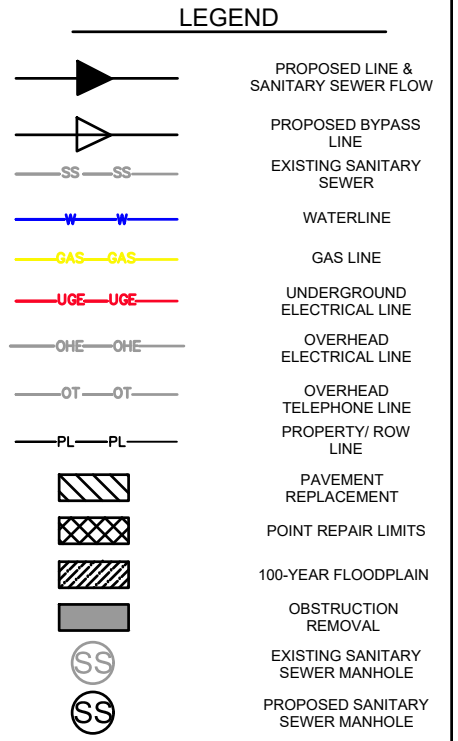 LEGEND
PROPOSED LINE &
SANITARY SEWER FLOW
PROPOSED BYPASS
LINE
SS SS
EXISTING SANITARY
SEWER
W W
WATERLINE
GAS GAS
GAS LINE
UGE UGE
UNDERGROUND
ELECTRICAL LINE
OHE OHE
OVERHEAD
ELECTRICAL LINE
OT OT
OVERHEAD
TELEPHONE LINE
PL PL
PROPERTY/ ROW
LINE
PAVEMENT
REPLACEMENT
POINT REPAIR LIMITS
100-YEAR FLOODPLAIN
OBSTRUCTION
REMOVAL
SS
EXISTING SANITARY
SEWER MANHOLE
SS
PROPOSED SANITARY
SEWER MANHOLE